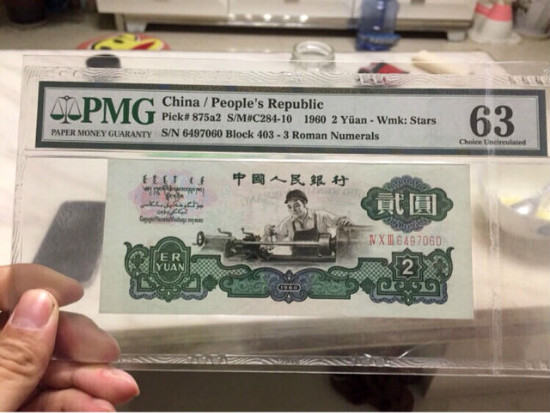 PMG
PAPER MONEY GUARANTY
China / People's Republic
Pick# 875a2 S/M#C284-10 1960 2 Yüan - Wmk: Stars
S/N 6497060 Block 403 - 3 Roman Numerals
63
Choice Uncirculated
中國人民銀行
貳圓
Ⅳ Ⅹ Ⅲ 6497060
ER
YUAN
2
1960